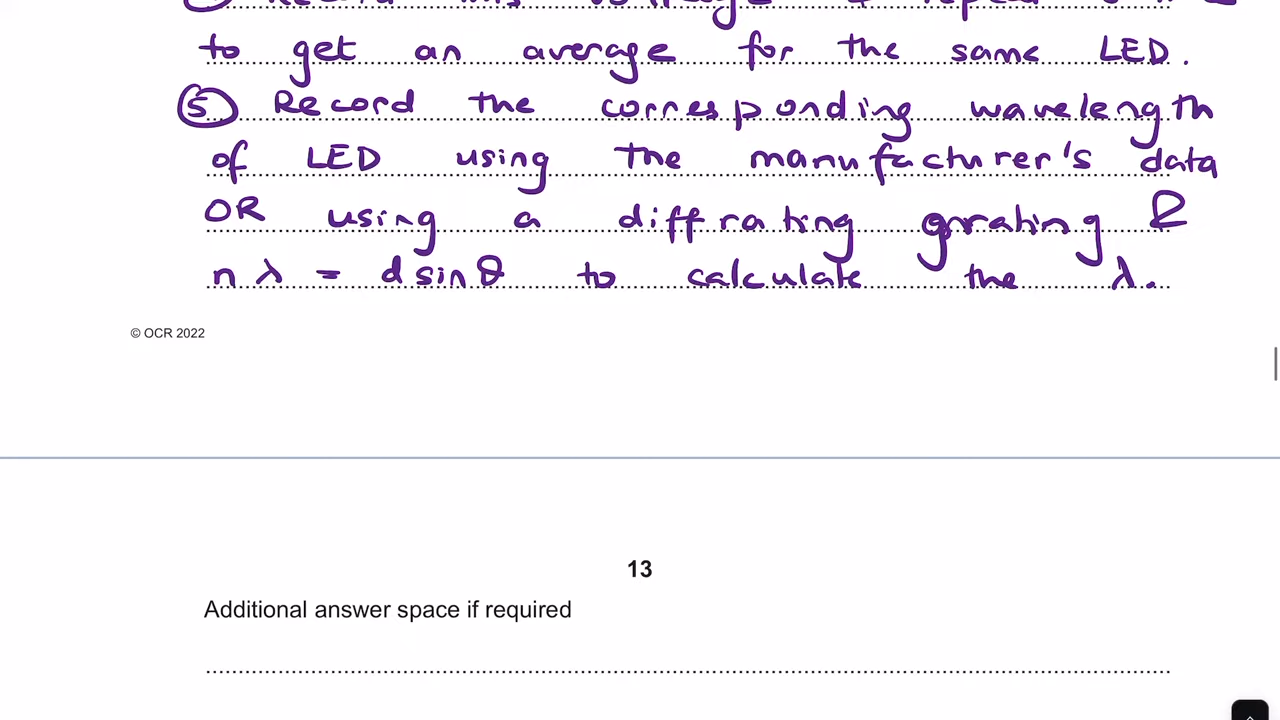 to get an average for the same LED.
⑤ Record the corresponding wavelength
of LED using the manufacturer's data
OR using a diffrating grating &
nλ = dsinθ to calculate the λ.
© OCR 2022
13
Additional answer space if required